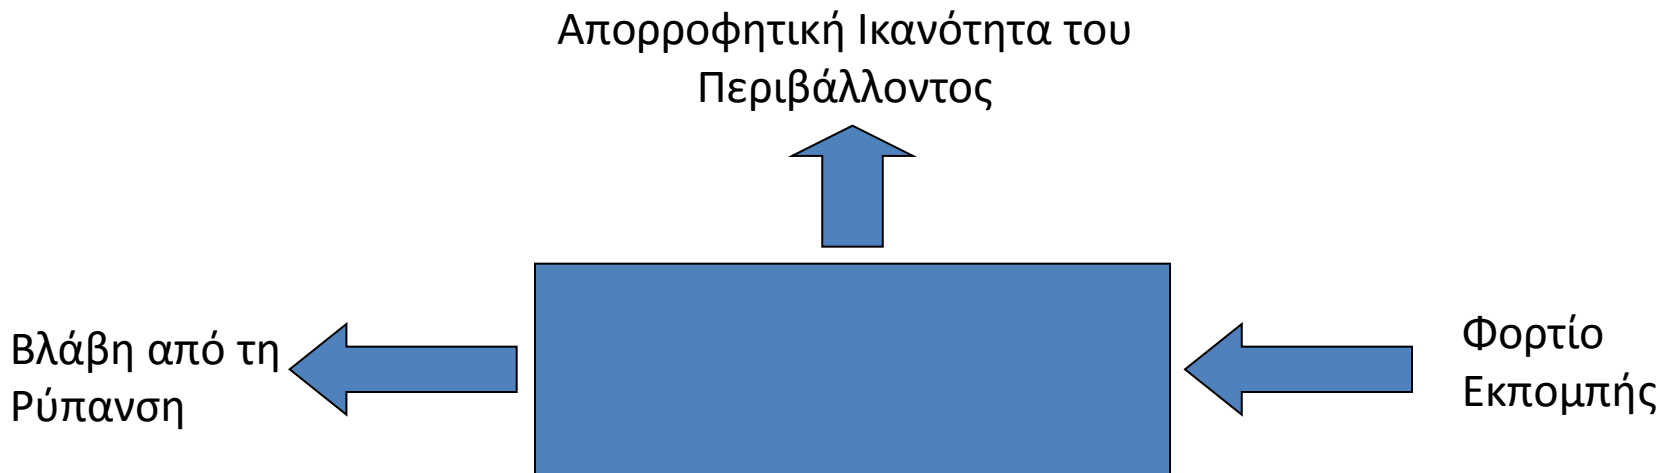 Απορροφητική Ικανότητα του
Περιβάλλοντος
Βλάβη από τη
Ρύπανση
Φορτίο
Εκπομπής